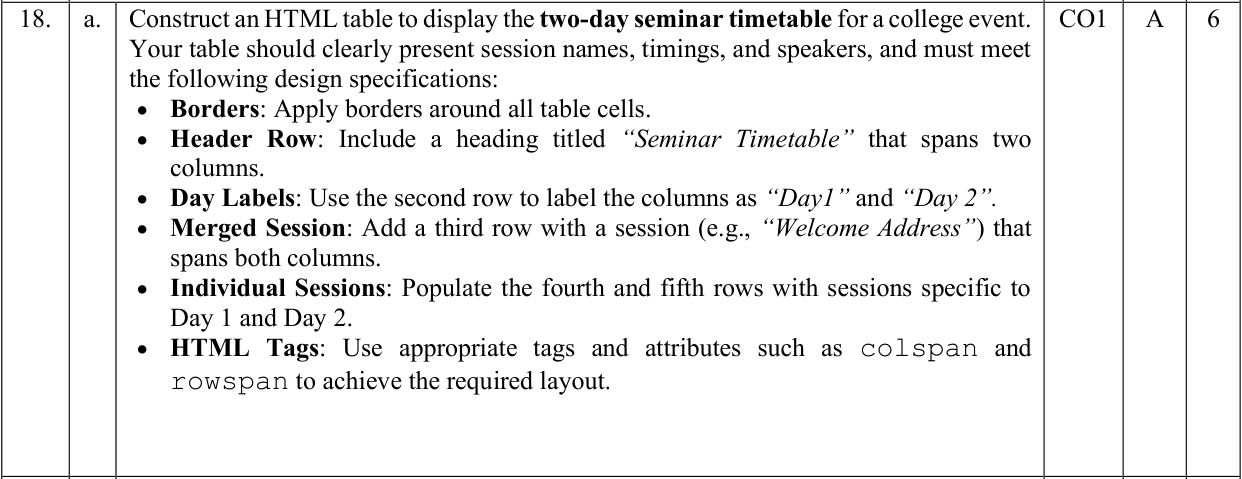 18. a. Construct an HTML table to display the two-day seminar timetable for a college event. CO1 A 6
Your table should clearly present session names, timings, and speakers, and must meet
the following design specifications:
• Borders: Apply borders around all table cells.
• Header Row: Include a heading titled “Seminar Timetable” that spans two
columns.
• Day Labels: Use the second row to label the columns as “Day1” and “Day 2”.
• Merged Session: Add a third row with a session (e.g., “Welcome Address”) that
spans both columns.
• Individual Sessions: Populate the fourth and fifth rows with sessions specific to
Day 1 and Day 2.
• HTML Tags: Use appropriate tags and attributes such as colspan and
rowspan to achieve the required layout.